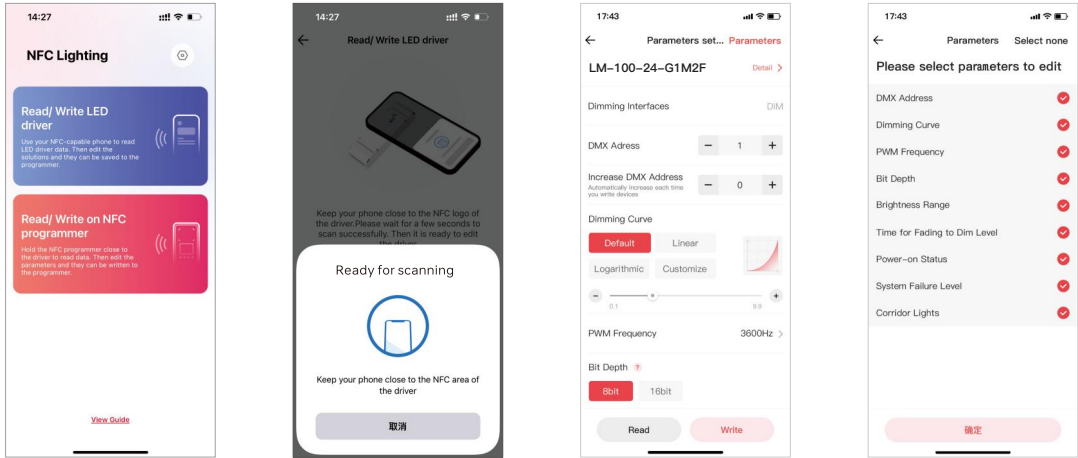 14:27
NFC Lighting
Read/ Write LED
driver
Use your NFC-capable phone to read
LED driver data. Then edit the
solutions and they can be saved to the
programmer.
Read/ Write on NFC
programmer
Hold the NFC programmer close to
the driver to read data. Then edit the
parameters and they can be written to
the programmer.
View Guide
14:27
Read/ Write LED driver
Keep your phone close to the NFC logo of
the driver.Please wait for a few seconds to
scan successfully. Then it is ready to edit
the driver
Ready for scanning
Keep your phone close to the NFC area of
the driver
取消
17:43
Parameters set... Parameters
LM-100-24-G1M2F Detail >
Dimming Interfaces DIM
DMX Adress − 1 +
Increase DMX Address − 0 +
Automatically increase each time
you write devices
Dimming Curve
Default Linear
Logarithmic Customize
0.1 9.9
PWM Frequency 3600Hz >
Bit Depth ?
8bit 16bit
Read Write
17:43
Parameters Select none
Please select parameters to edit
DMX Address
Dimming Curve
PWM Frequency
Bit Depth
Brightness Range
Time for Fading to Dim Level
Power-on Status
System Failure Level
Corridor Lights
确定